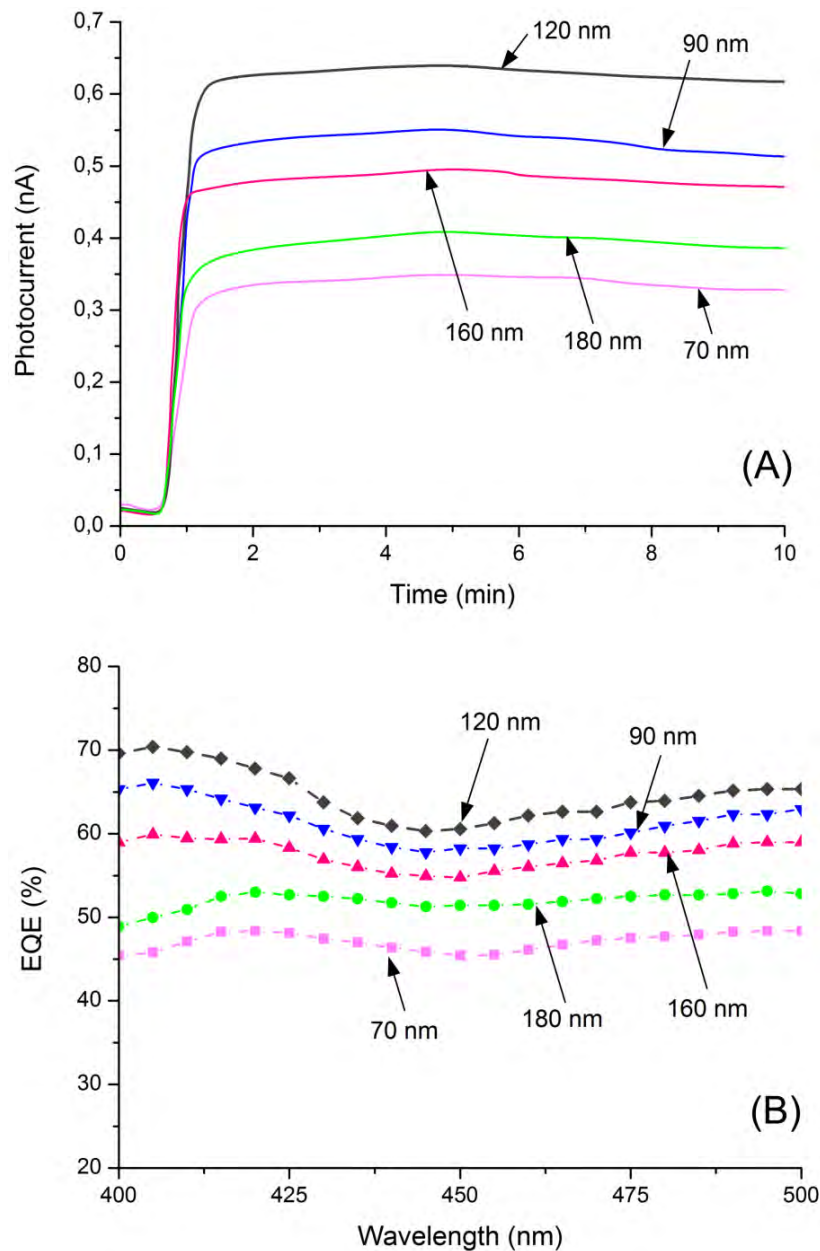 0,7
0,6
0,5
0,4
0,3
0,2
0,1
0,0
Photocurrent (nA)
120 nm
90 nm
160 nm
180 nm
70 nm
(A)
0 2 4 6 8 10
Time (min)
80
70
60
50
40
30
20
EQE (%)
120 nm
90 nm
70 nm
180 nm
160 nm
(B)
400 425 450 475 500
Wavelength (nm)